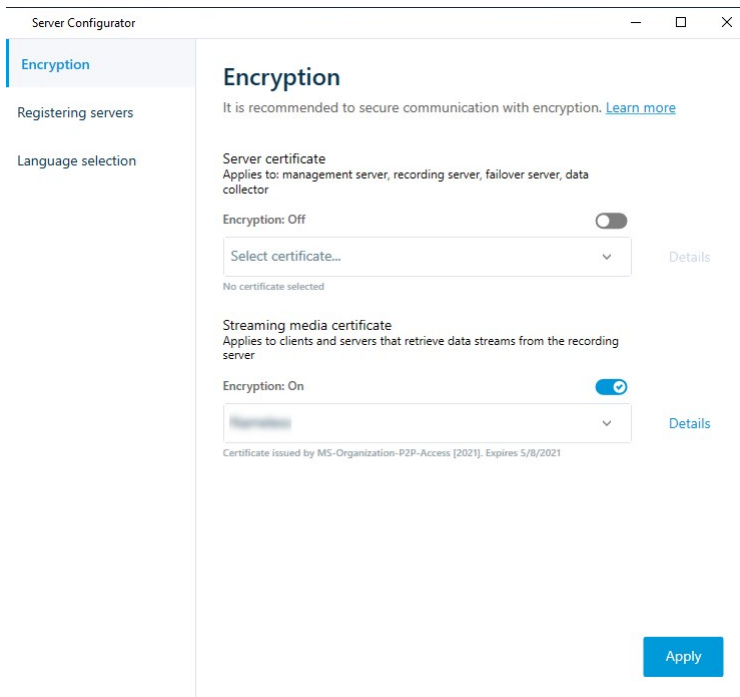 Server Configurator
Encryption
Registering servers
Language selection
Encryption
It is recommended to secure communication with encryption. Learn more
Server certificate
Applies to: management server, recording server, failover server, data
collector
Encryption: Off
Select certificate...
Details
No certificate selected
Streaming media certificate
Applies to clients and servers that retrieve data streams from the recording
server
Encryption: On
Details
Certificate issued by MS-Organization-P2P-Access [2021]. Expires 5/8/2021
Apply